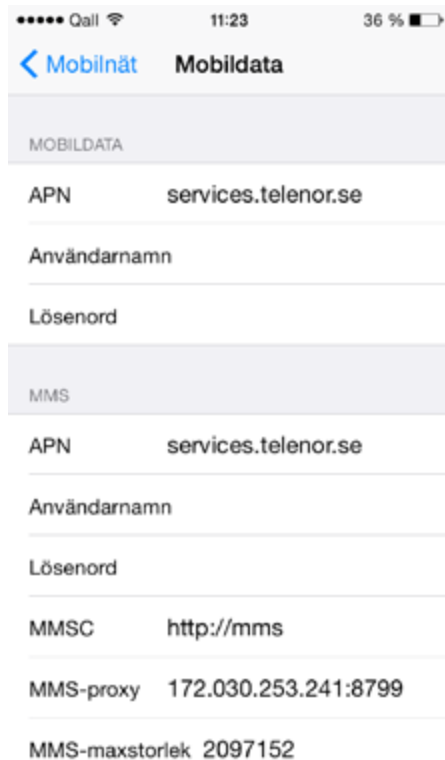 Qall 11:23 36 %
Mobilnät Mobildata
MOBILDATA
APN services.telenor.se
Användarnamn
Lösenord
MMS
APN services.telenor.se
Användarnamn
Lösenord
MMSC http://mms
MMS-proxy 172.030.253.241:8799
MMS-maxstorlek 2097152